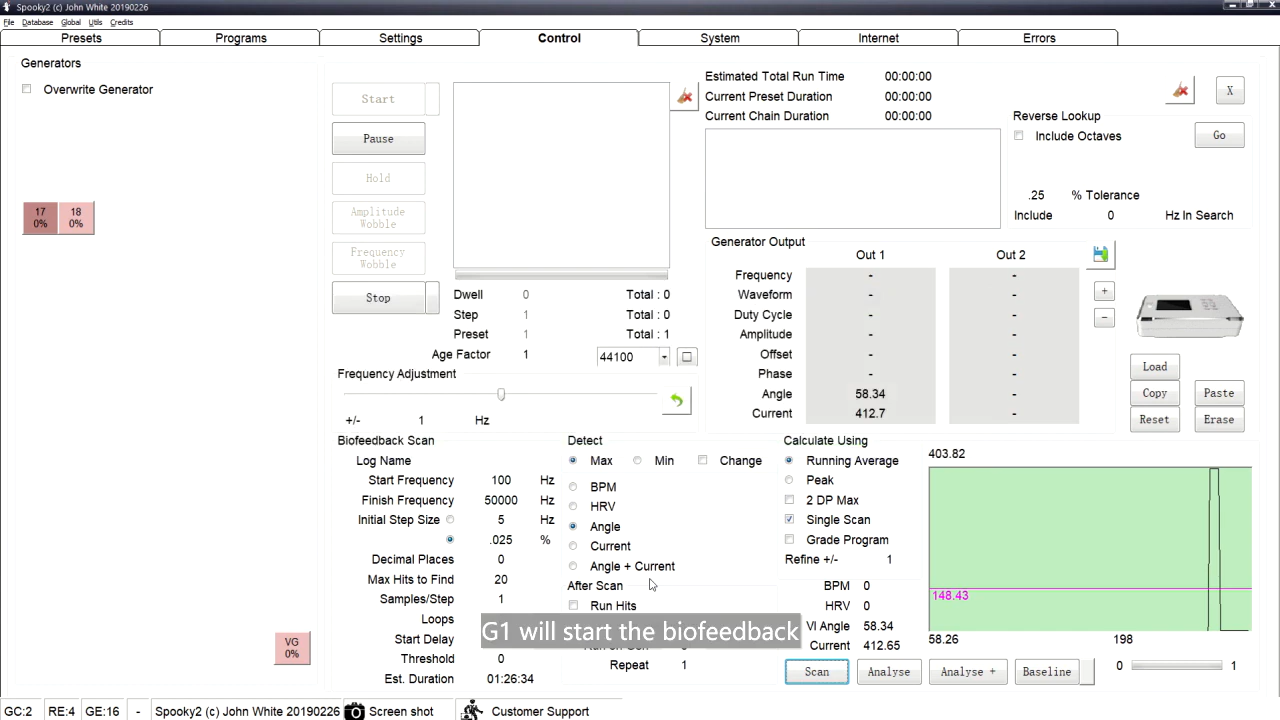 Spooky2 (c) John White 20190226
File Database Global Utils Credits
Presets Programs Settings Control System Internet Errors
Generators
Overwrite Generator
17
0%
18
0%
VG
0%
Start
Pause
Hold
Amplitude
Wobble
Frequency
Wobble
Stop
Dwell 0 Total : 0
Step 1 Total : 0
Preset 1 Total : 1
Age Factor 1 44100
Frequency Adjustment
+/- 1 Hz
Estimated Total Run Time 00:00:00
Current Preset Duration 00:00:00
Current Chain Duration 00:00:00
X
Reverse Lookup
Include Octaves
Go
.25 % Tolerance
Include 0 Hz In Search
Generator Output
Out 1 Out 2
Frequency - -
Waveform - -
Duty Cycle - -
Amplitude - -
Offset - -
Phase - -
Angle 58.34 -
Current 412.7 -
+
-
Load
Copy Paste
Reset Erase
Biofeedback Scan
Log Name
Start Frequency 100 Hz
Finish Frequency 50000 Hz
Initial Step Size 5 Hz
.025 %
Decimal Places 0
Max Hits to Find 20
Samples/Step 1
Loops
Start Delay
Threshold 0
Est. Duration 01:26:34
Detect
Max Min Change
BPM
HRV
Angle
Current
Angle + Current
After Scan
Run Hits
G1 will start the biofeedback
Repeat 1
Calculate Using
Running Average
Peak
2 DP Max
Single Scan
Grade Program
Refine +/- 1
BPM 0
HRV 0
VI Angle 58.34
Current 412.65
403.82
148.43
58.26 198
Scan Analyse Analyse + Baseline 0 1
GC:2 RE:4 GE:16 - Spooky2 (c) John White 20190226 Screen shot Customer Support